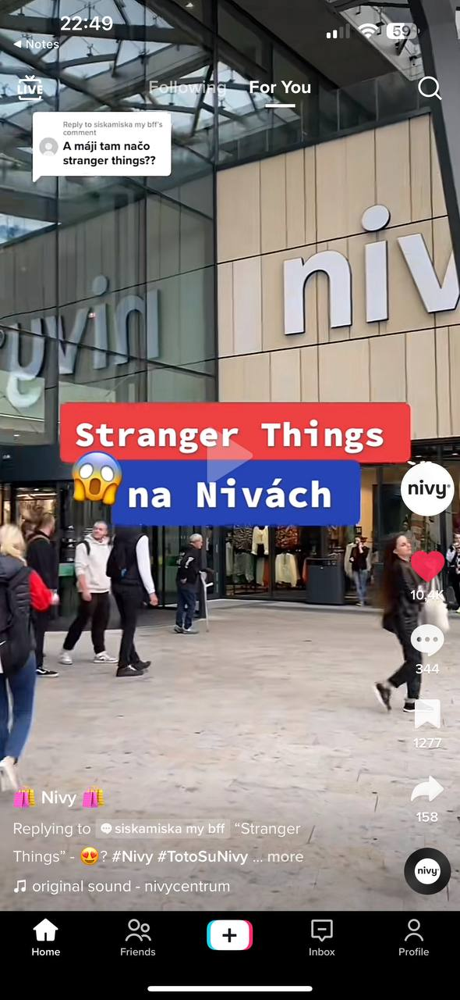 22:49
59
Notes
LIVE
Following
For You
Reply to siskamiska my bff's
comment
A máji tam načo
stranger things??
niv
nivy
Stranger Things
na Nivách
nivy
10,4K
344
1277
158
Nivy
Replying to siskamiska my bff “Stranger
Things” - ? #Nivy #TotoSuNivy ... more
original sound - nivycentrum
nivy
Home
Friends
Inbox
Profile